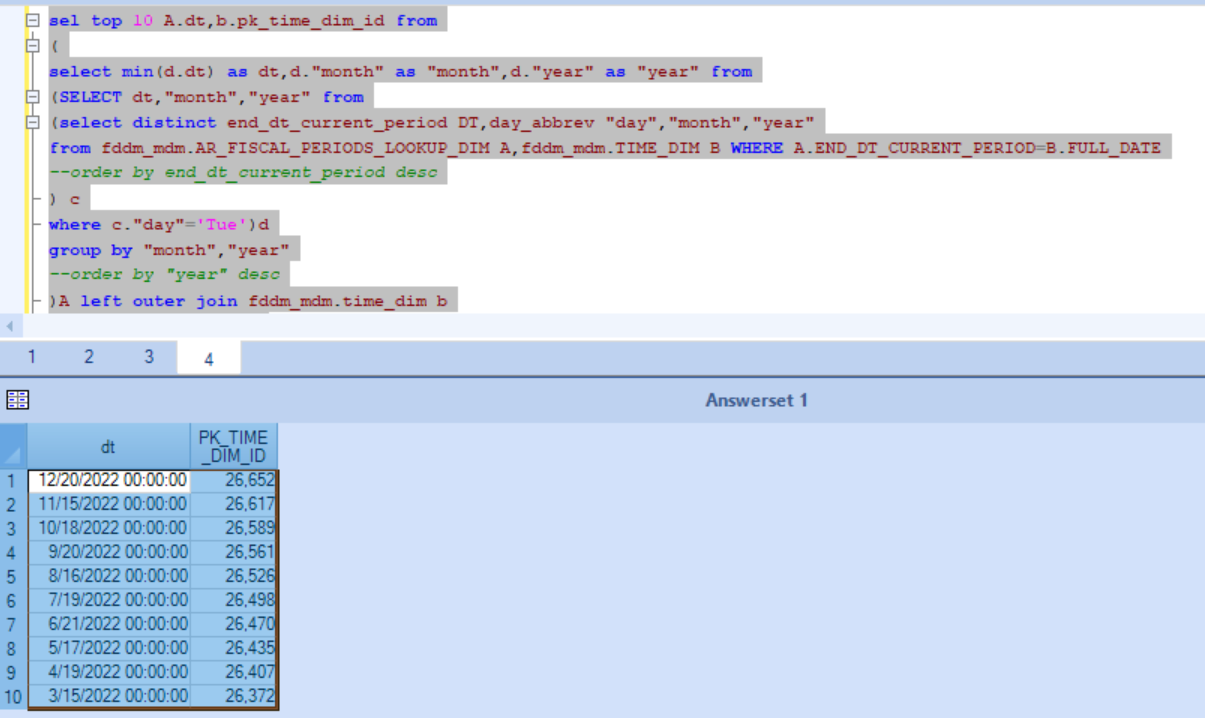 sel top 10 A.dt,b.pk_time_dim_id from
(
select min(d.dt) as dt,d."month" as "month",d."year" as "year" from
(SELECT dt,"month","year" from
(select distinct end_dt_current_period DT,day_abbrev "day","month","year"
from fddm_mdm.AR_FISCAL_PERIODS_LOOKUP_DIM A,fddm_mdm.TIME_DIM B WHERE A.END_DT_CURRENT_PERIOD=B.FULL_DATE
--order by end_dt_current_period desc
) c
where c."day"='Tue')d
group by "month","year"
--order by "year" desc
)A left outer join fddm_mdm.time_dim b
1 2 3 4
Answerset 1
dt PK_TIME
_DIM_ID
1 12/20/2022 00:00:00 26,652
2 11/15/2022 00:00:00 26,617
3 10/18/2022 00:00:00 26,589
4 9/20/2022 00:00:00 26,561
5 8/16/2022 00:00:00 26,526
6 7/19/2022 00:00:00 26,498
7 6/21/2022 00:00:00 26,470
8 5/17/2022 00:00:00 26,435
9 4/19/2022 00:00:00 26,407
10 3/15/2022 00:00:00 26,372